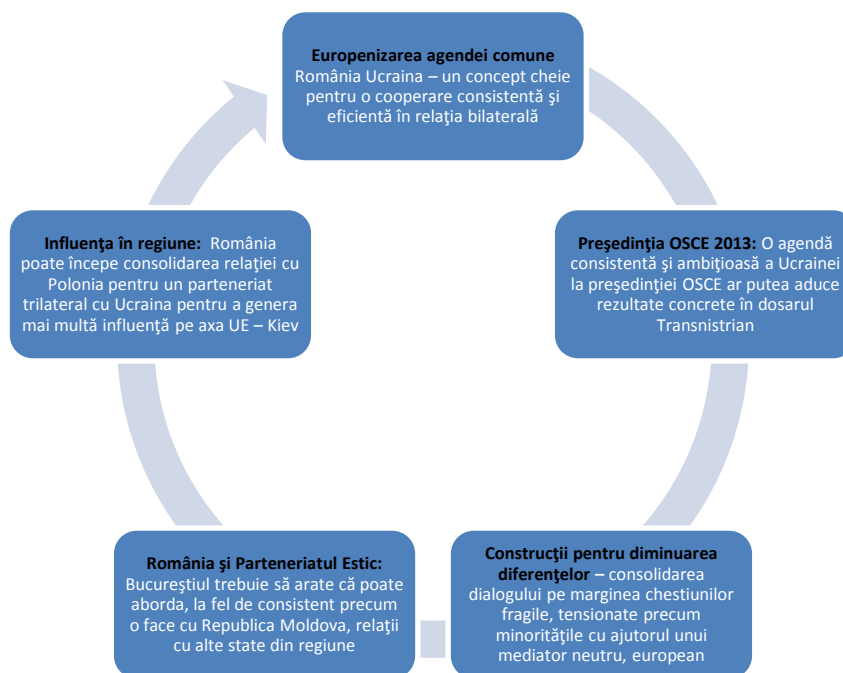 Europenizarea agendei comune
România Ucraina – un concept cheie
pentru o cooperare consistentă şi
eficientă în relaţia bilaterală
Preşedinţia OSCE 2013: O agendă
consistentă şi ambiţioasă a Ucrainei
la preşedinţiei OSCE ar putea aduce
rezultate concrete în dosarul
Transnistrian
Construcţii pentru diminuarea
diferenţelor – consolidarea
dialogului pe marginea chestiunilor
fragile, tensionate precum
minorităţile cu ajutorul unui
mediator neutru, european
România şi Parteneriatul Estic:
Bucureştiul trebuie să arate că poate
aborda, la fel de consistent precum
o face cu Republica Moldova, relaţii
cu alte state din regiune
Influenţa în regiune: România
poate începe consolidarea relaţiei cu
Polonia pentru un parteneriat
trilateral cu Ucraina pentru a genera
mai multă influenţă pe axa UE – Kiev